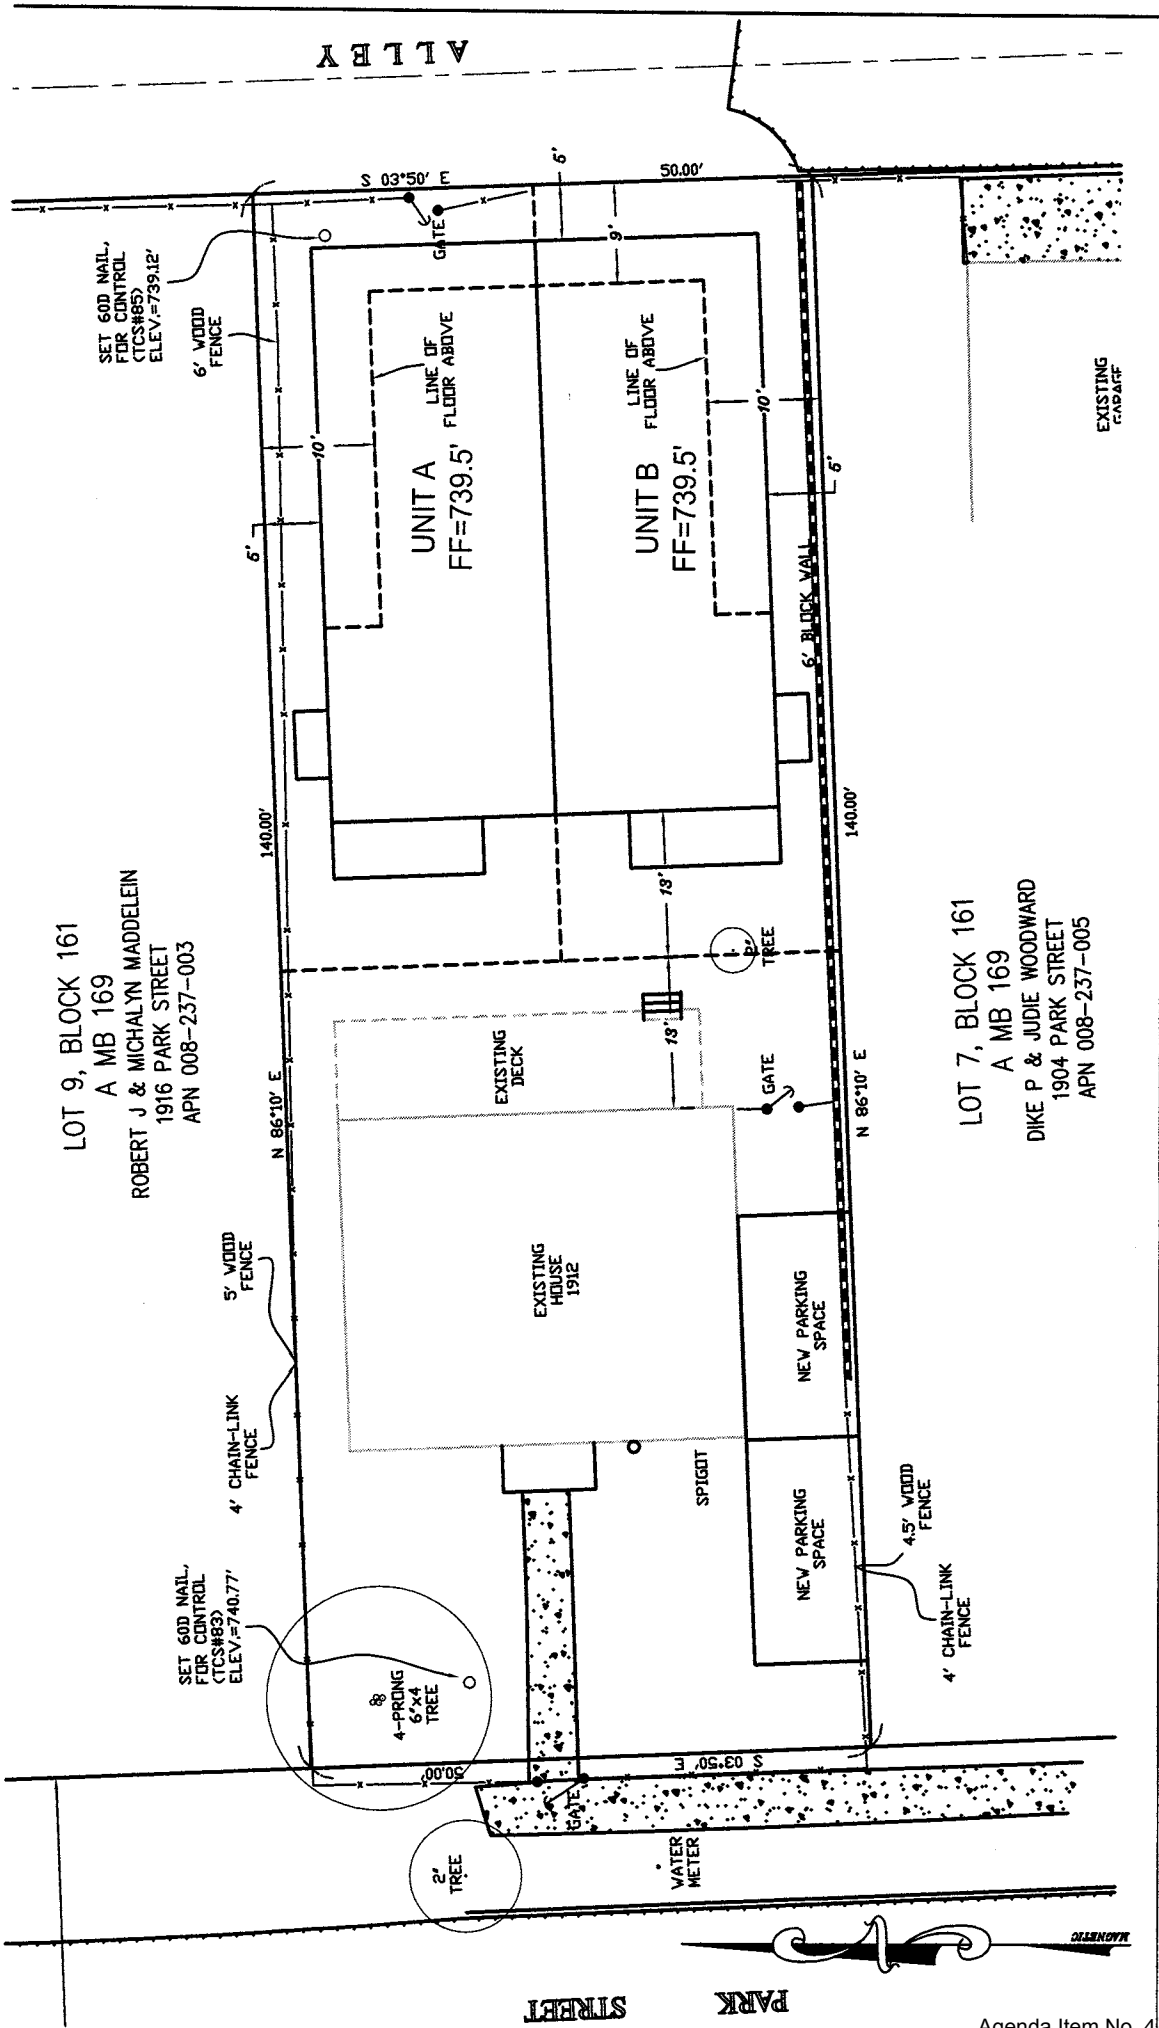 ALLEY
S 03°50' E
50.00'
5'
9'
GATE
SET 60D NAIL,
FOR CONTROL
(TCS#85)
ELEV.=739.12'
6' WOOD
FENCE
10'
5'
LINE OF
FLOOR ABOVE
UNIT A
FF=739.5'
LINE OF
FLOOR ABOVE
UNIT B
FF=739.5'
10'
5'
6' BLOCK WALL
EXISTING
GARAGE
140.00'
140.00'
LOT 9, BLOCK 161
A MB 169
ROBERT J & MICHALYN MADDELEIN
1916 PARK STREET
APN 008-237-003
N 86°10' E
13'
TREE
13'
EXISTING
DECK
GATE
N 86°10' E
LOT 7, BLOCK 161
A MB 169
DIKE P & JUDIE WOODWARD
1904 PARK STREET
APN 008-237-005
5' WOOD
FENCE
4' CHAIN-LINK
FENCE
EXISTING
HOUSE
1912
NEW PARKING
SPACE
SPIGOT
NEW PARKING
SPACE
4.5' WOOD
FENCE
4' CHAIN-LINK
FENCE
SET 60D NAIL,
FOR CONTROL
(TCS#83)
ELEV.=740.77'
4-PRONG
6"x4
TREE
50.00'
S 03°50' E
GATE
2"
TREE
WATER
METER
MAGNETIC
PARK STREET
Agenda Item No. 4